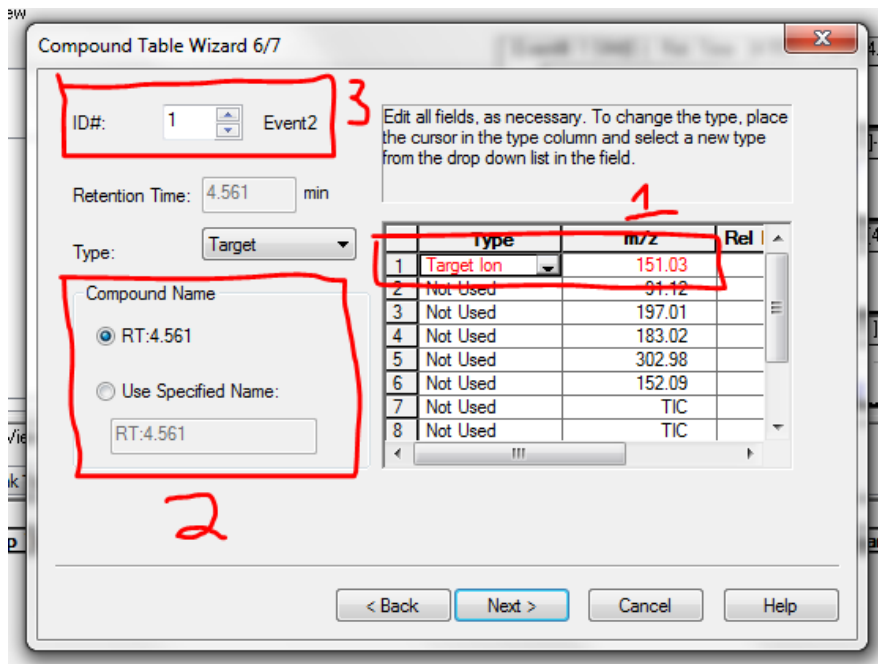 ew
Compound Table Wizard 6/7
ID#: 1 Event2
3
Edit all fields, as necessary. To change the type, place
the cursor in the type column and select a new type
from the drop down list in the field.
Retention Time: 4.561 min
1
Type: Target
Type m/z Rel
1 Target Ion 151.03
2 Not Used 91.12
3 Not Used 197.01
4 Not Used 183.02
5 Not Used 302.98
6 Not Used 152.09
7 Not Used TIC
8 Not Used TIC
Compound Name
RT:4.561
Use Specified Name:
RT:4.561
2
< Back Next > Cancel Help